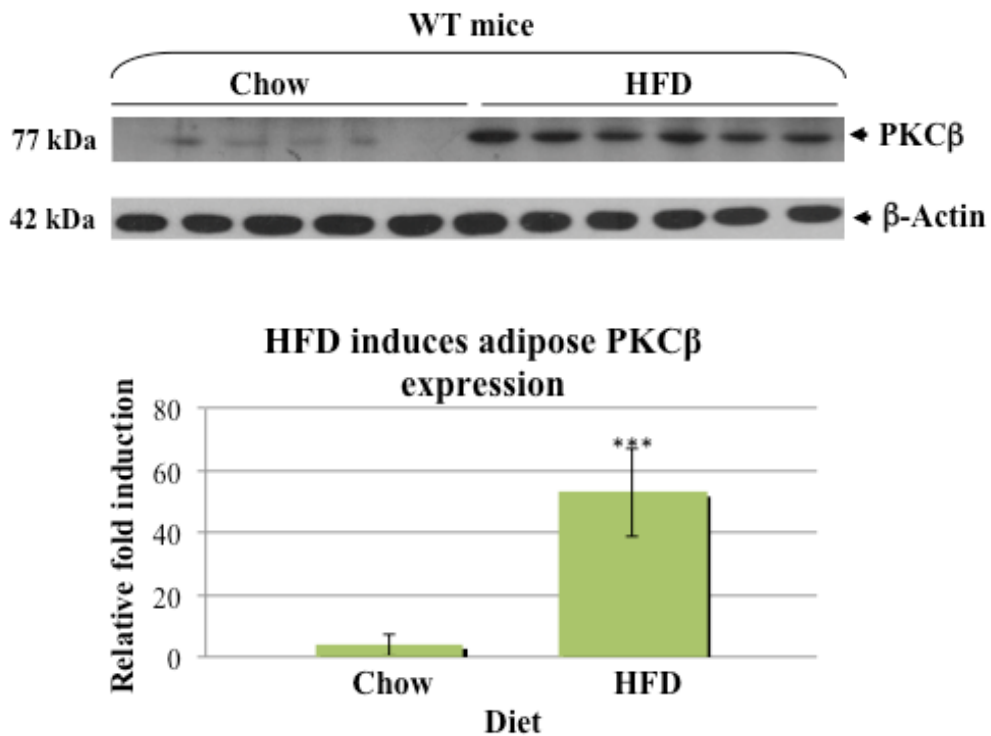 WT mice
Chow
HFD
77 kDa
PKCβ
42 kDa
β-Actin
HFD induces adipose PKCβ
expression
Relative fold induction
80
***
60
40
20
0
Chow
HFD
Diet